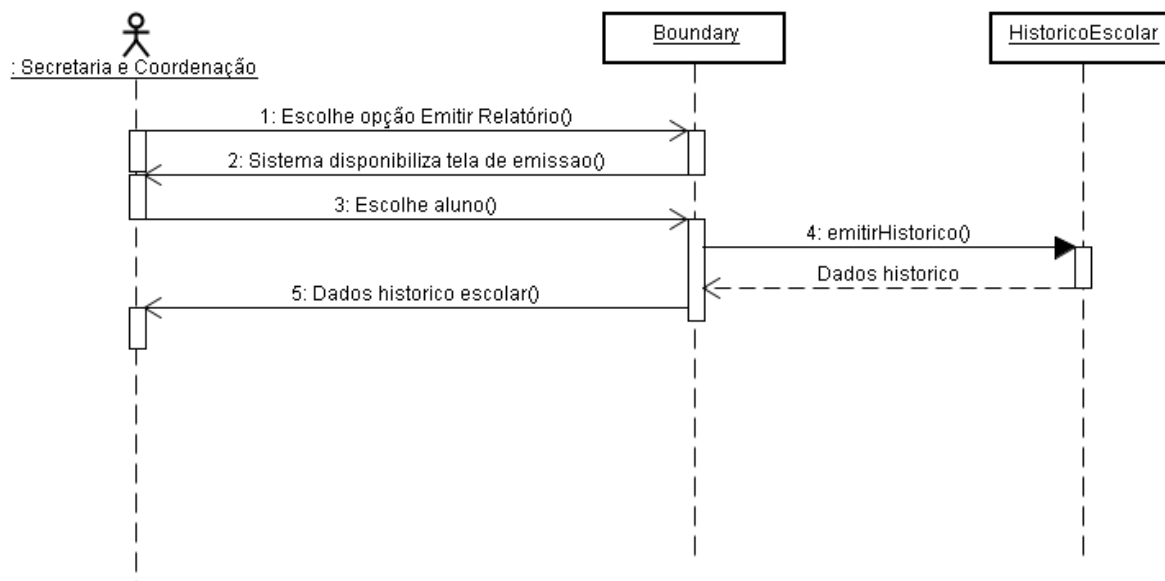 Boundary
HistoricoEscolar
: Secretaria e Coordenação
1: Escolhe opção Emitir Relatório()
2: Sistema disponibiliza tela de emissao()
3: Escolhe aluno()
4: emitirHistorico()
Dados historico
5: Dados historico escolar()